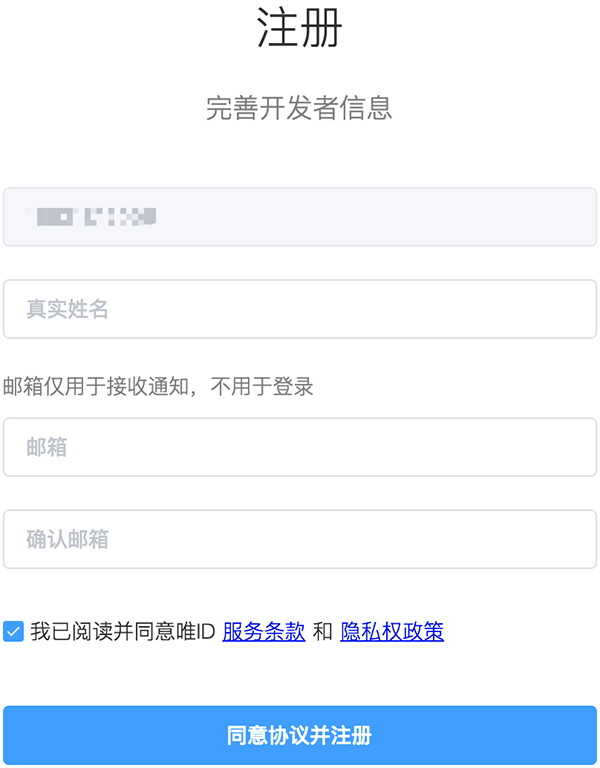 注册
完善开发者信息
真实姓名
邮箱仅用于接收通知，不用于登录
邮箱
确认邮箱
我已阅读并同意唯ID 服务条款 和 隐私权政策
同意协议并注册